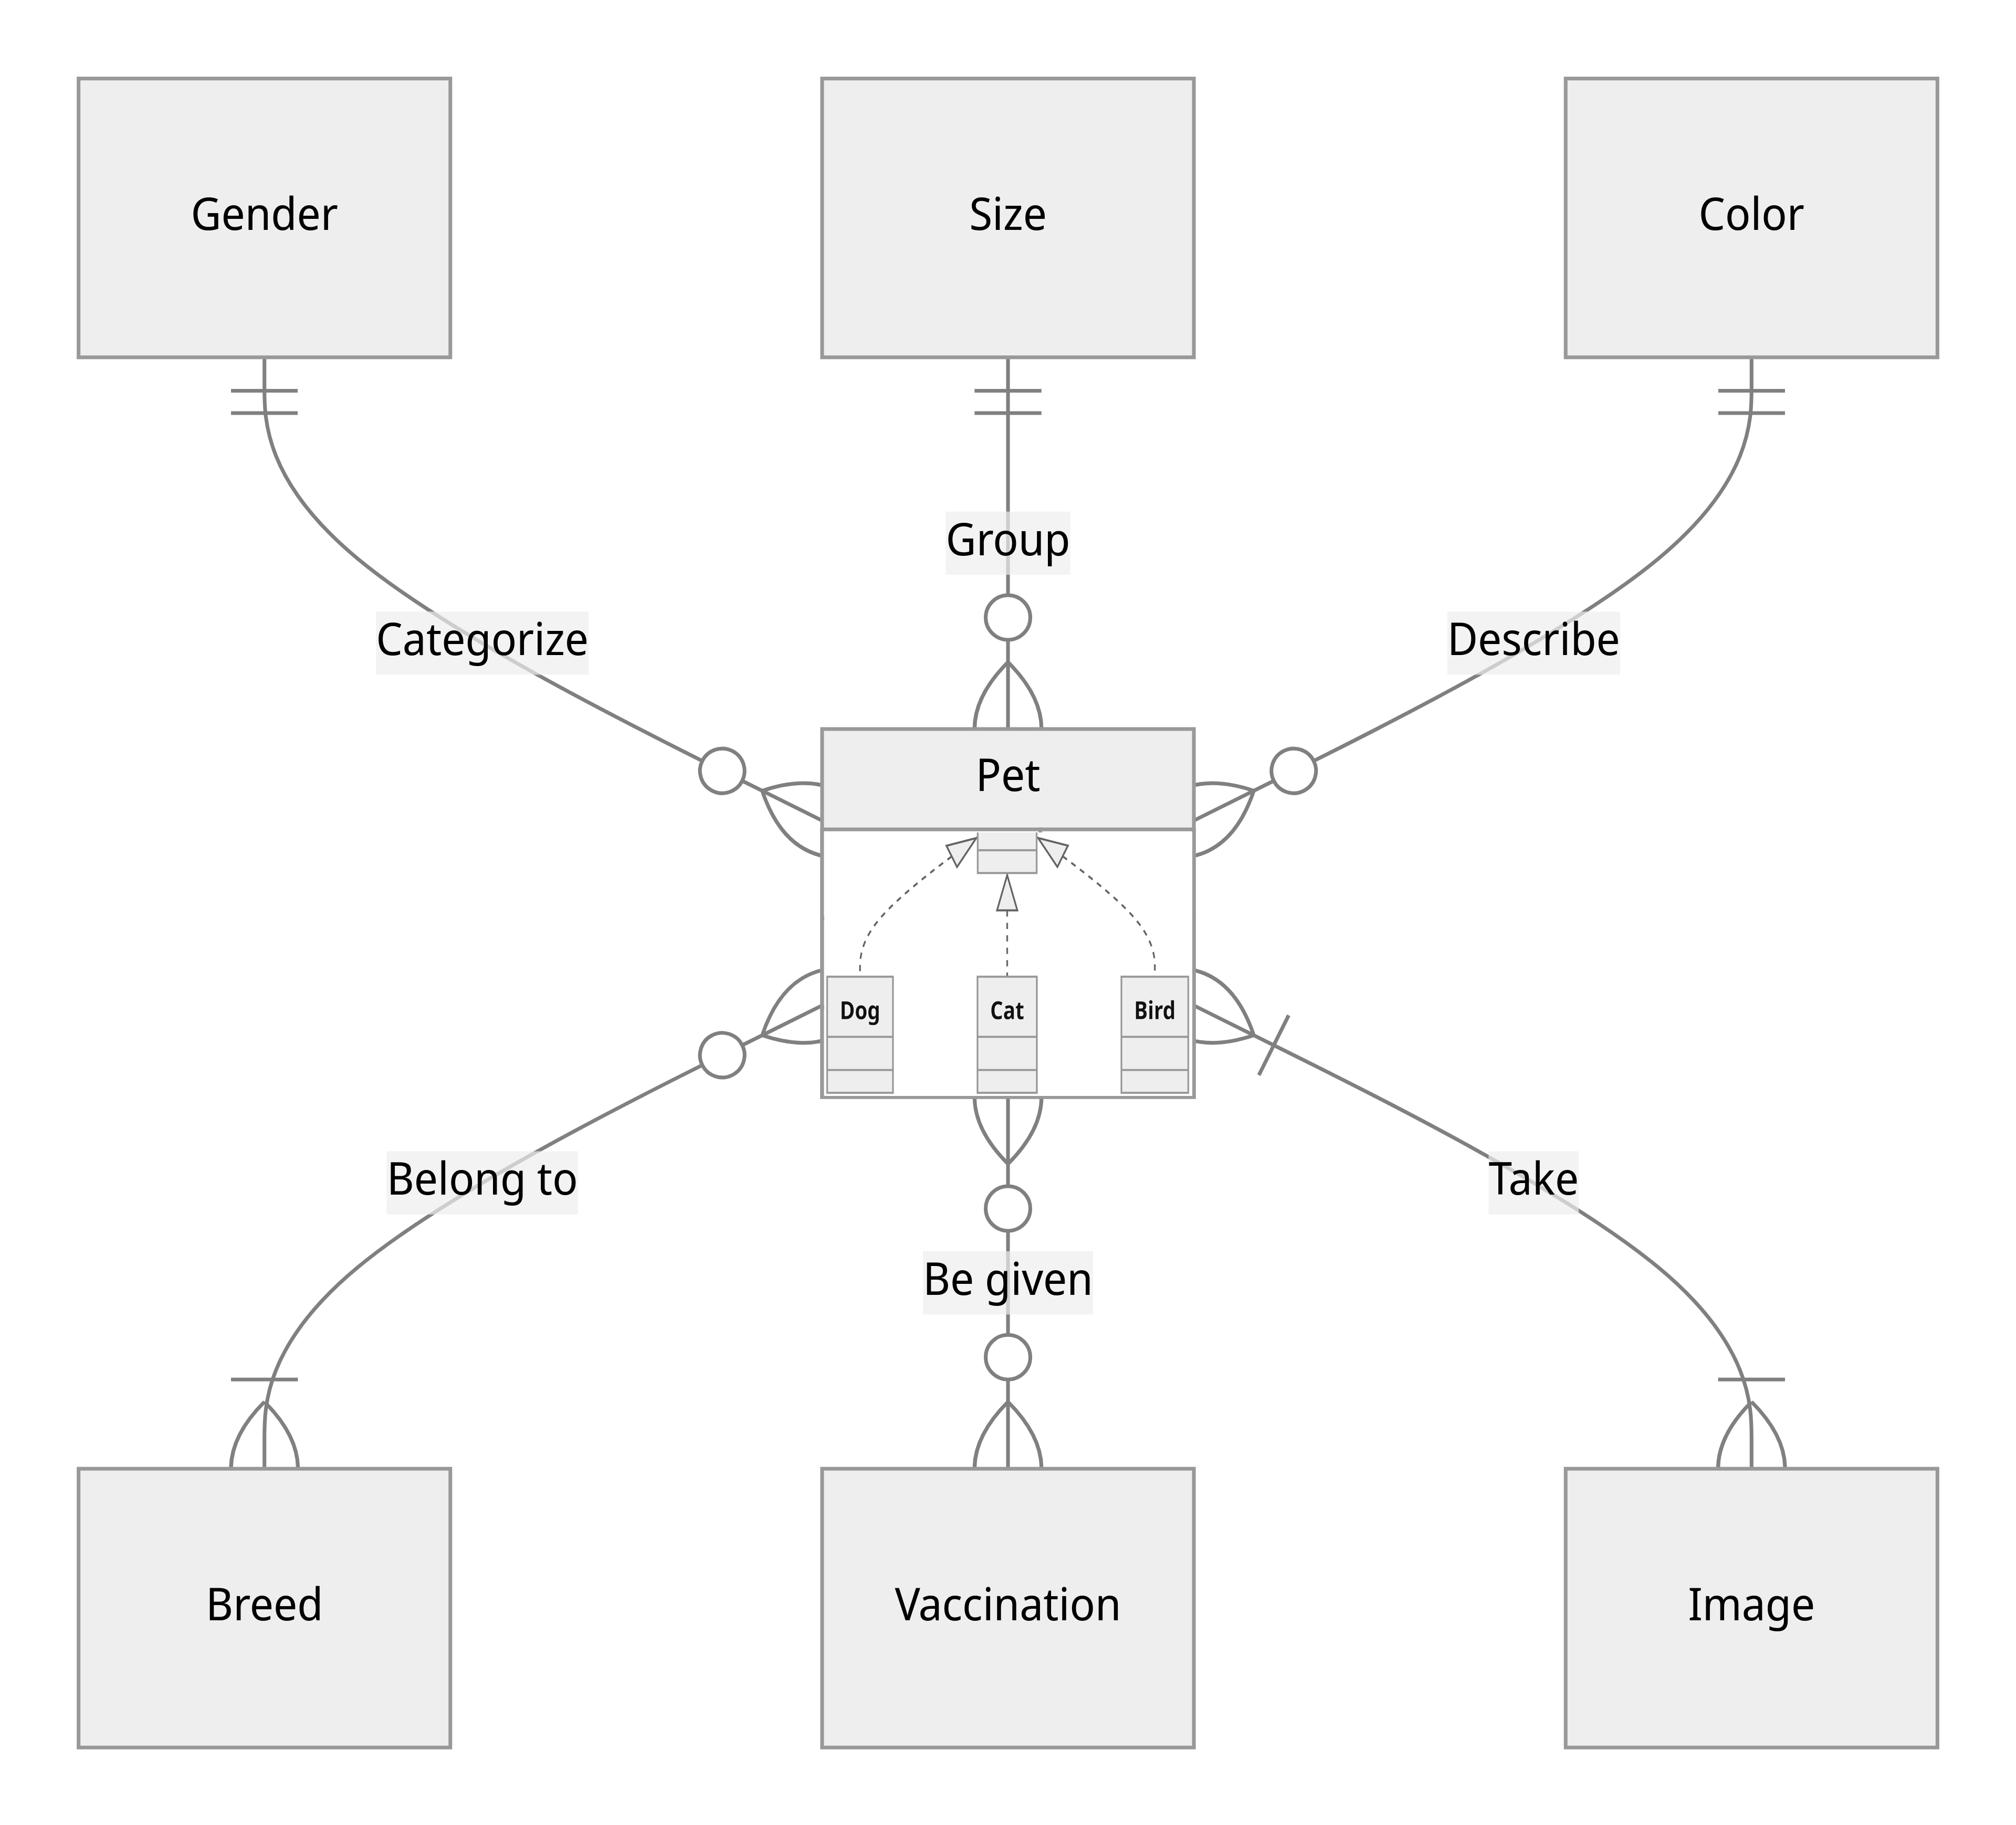 Gender
Size
Color
Group
Categorize
Describe
Pet
Dog
Cat
Bird
Belong to
Take
Be given
Breed
Vaccination
Image